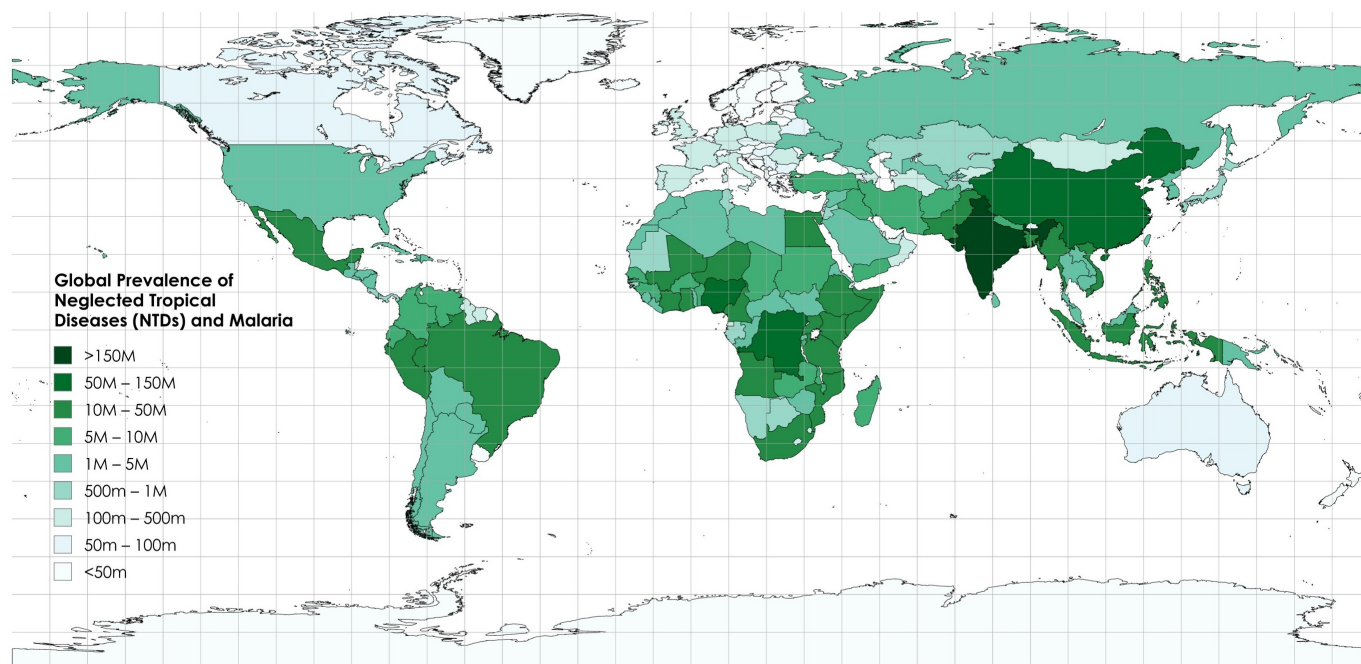 Global Prevalence of
Neglected Tropical
Diseases (NTDs) and Malaria
>150M
50M – 150M
10M – 50M
5M – 10M
1M – 5M
500m – 1M
100m – 500m
50m – 100m
<50m